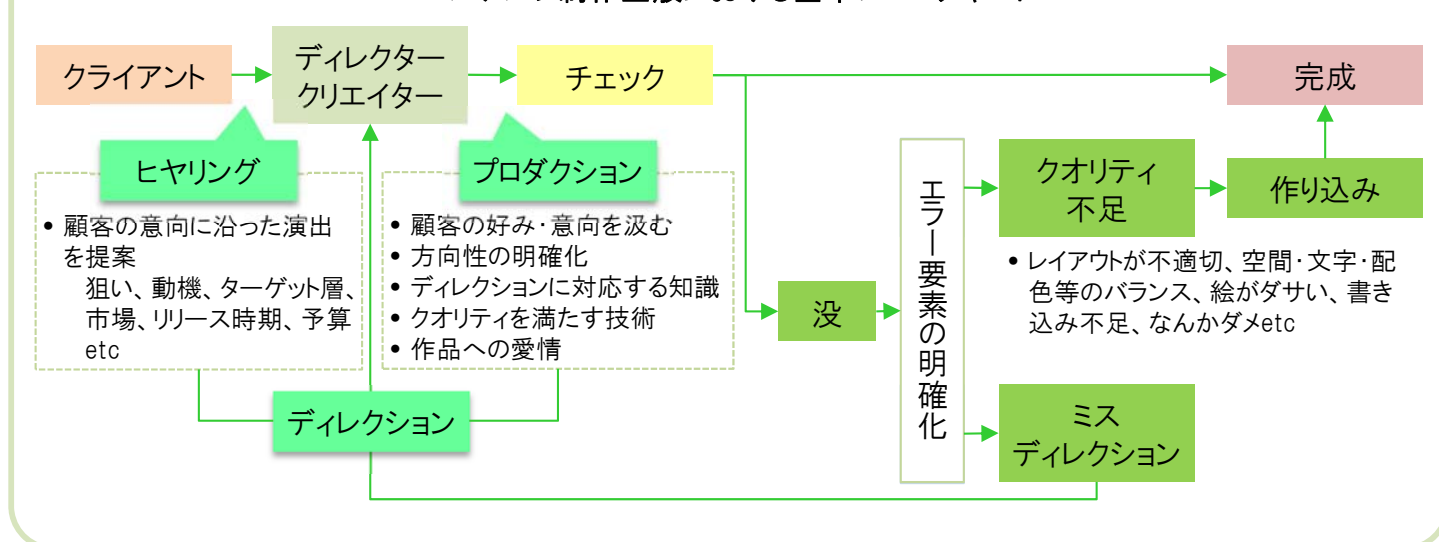 クライアント
ディレクター
クリエイター
チェック
完成
ヒヤリング
• 顧客の意向に沿った演出
を提案
狙い、動機、ターゲット層、
市場、リリース時期、予算
etc
プロダクション
• 顧客の好み・意向を汲む
• 方向性の明確化
• ディレクションに対応する知識
• クオリティを満たす技術
• 作品への愛情
ディレクション
没
エラー要素の明確化
クオリティ
不足
作り込み
• レイアウトが不適切、空間・文字・配
色等のバランス、絵がダサい、書き
込み不足、なんかダメetc
ミス
ディレクション